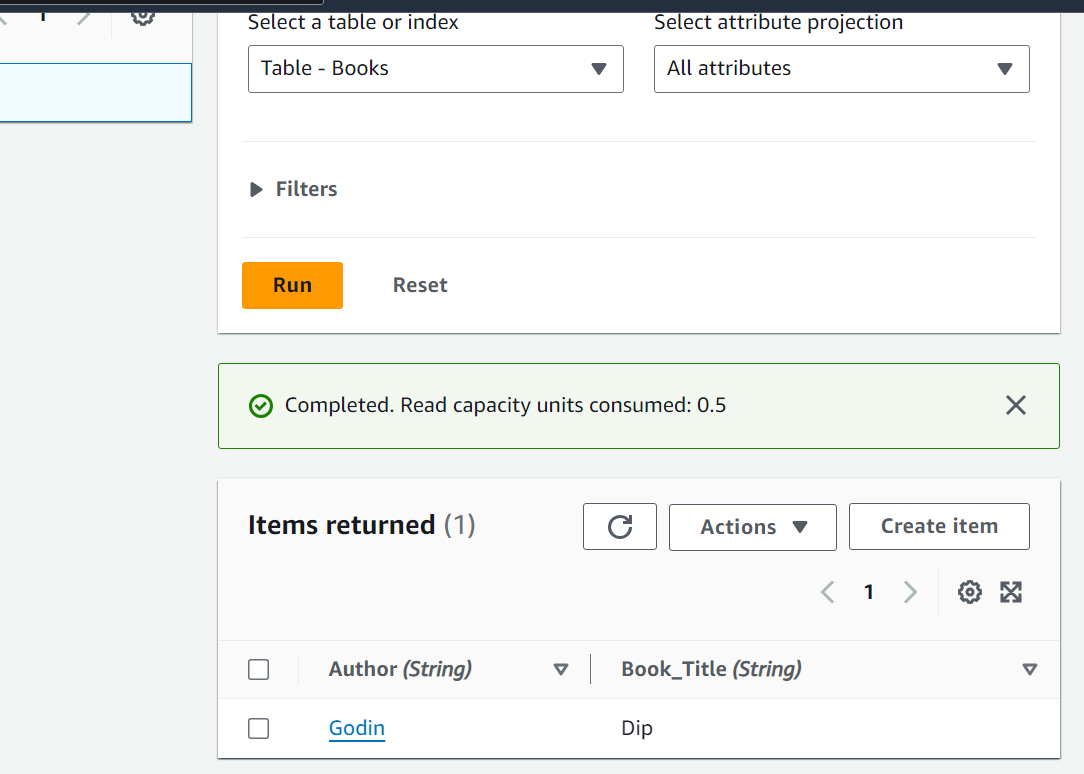 1
Select a table or index
Select attribute projection
Table - Books
All attributes
Filters
Run Reset
Completed. Read capacity units consumed: 0.5
Items returned (1)
Actions
Create item
1
Author (String) Book_Title (String)
Godin Dip